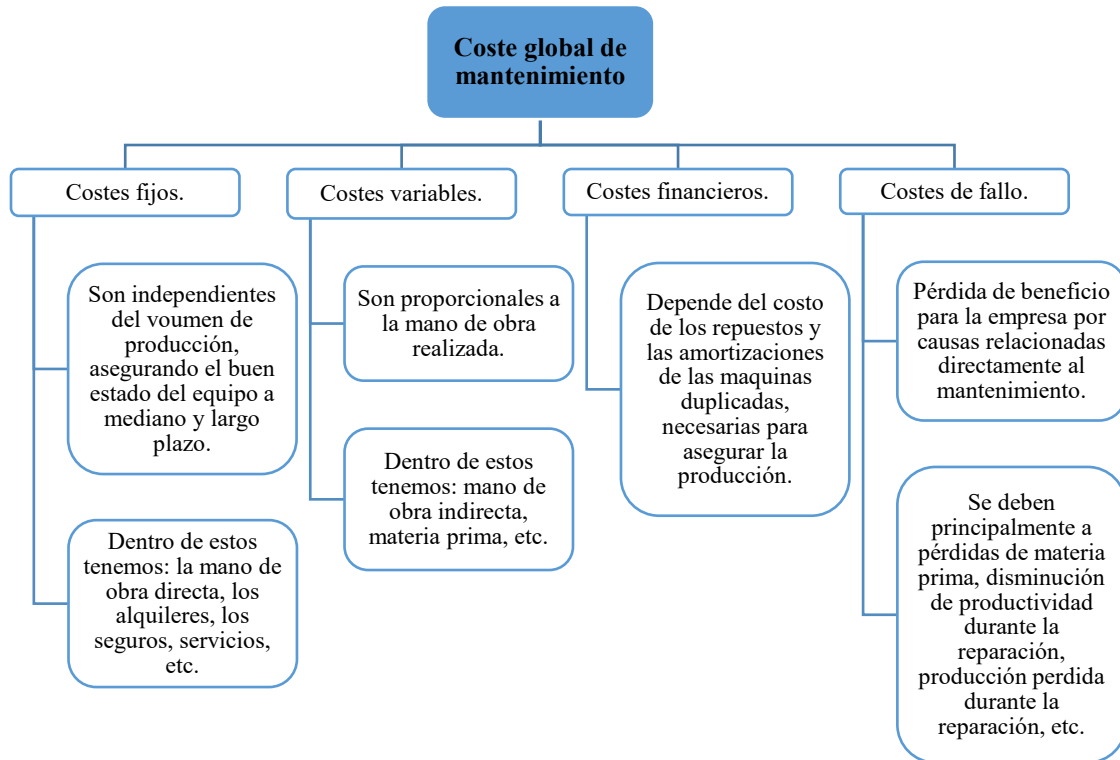 Coste global de
mantenimiento
Costes fijos.
Son independientes
del voumen de
producción,
asegurando el buen
estado del equipo a
mediano y largo
plazo.
Dentro de estos
tenemos: la mano de
obra directa, los
alquileres, los
seguros, servicios,
etc.
Costes variables.
Son proporcionales a
la mano de obra
realizada.
Dentro de estos
tenemos: mano de
obra indirecta,
materia prima, etc.
Costes financieros.
Depende del costo
de los repuestos y
las amortizaciones
de las maquinas
duplicadas,
necesarias para
asegurar la
producción.
Costes de fallo.
Pérdida de beneficio
para la empresa por
causas relacionadas
directamente al
mantenimiento.
Se deben
principalmente a
pérdidas de materia
prima, disminución
de productividad
durante la
reparación,
producción perdida
durante la
reparación, etc.